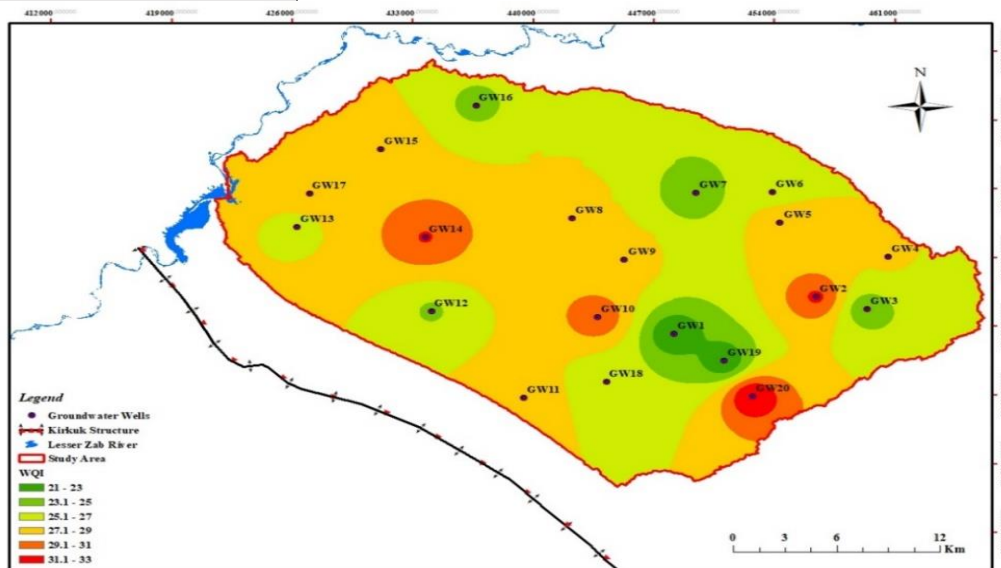 412000 419000 426000 433000 440000 447000 454000 461000
N
GW16
GW15
GW17
GW7
GW6
GW13
GW8
GW5
GW14
GW9
GW4
GW2
GW12
GW3
GW10
GW1
GW19
GW18
GW11
GW20
Legend
Groundwater Wells
Kirkuk Structure
Lesser Zab River
Study Area
WQI
21 - 23
23.1 - 25
25.1 - 27
27.1 - 29
29.1 - 31
31.1 - 33
0 3 6 9 12
Km